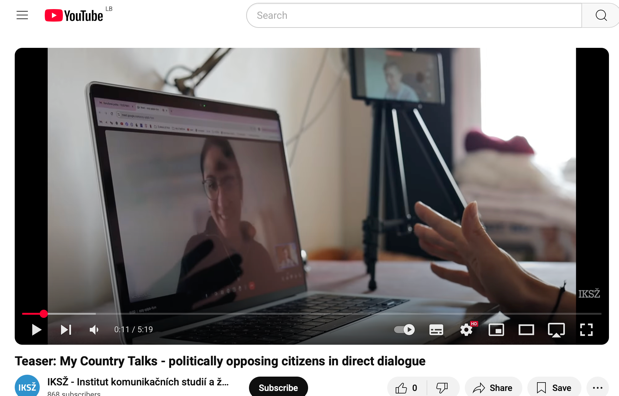 YouTube LB
Search
IKSŽ
0:11 / 5:19
HD
Teaser: My Country Talks - politically opposing citizens in direct dialogue
IKSŽ
IKSŽ - Institut komunikačních studií a ž...
868 subscribers
Subscribe
0
Share
Save